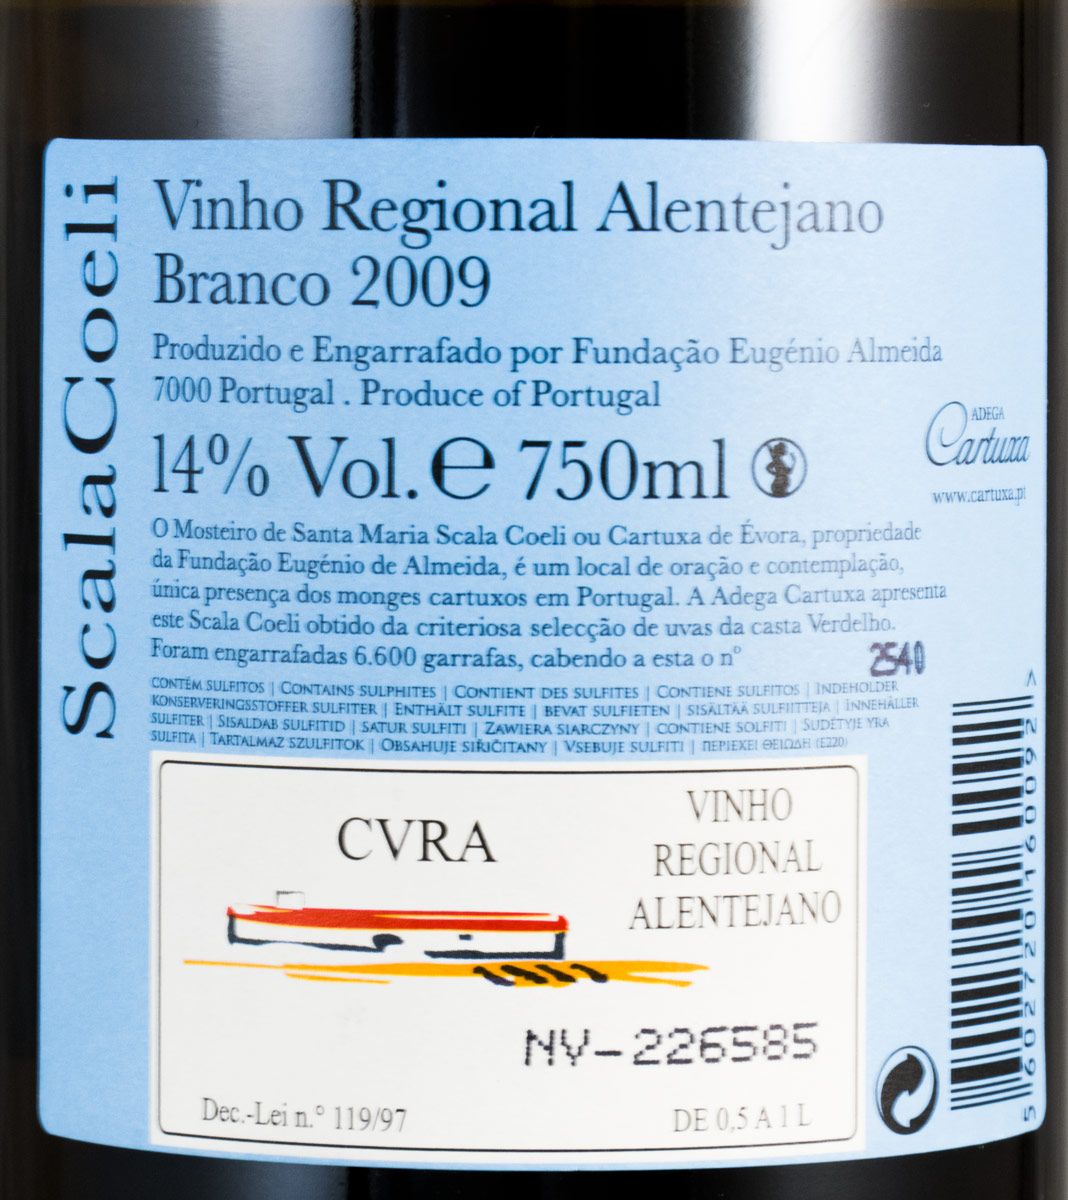 ScalaCoeli
Vinho Regional Alentejano
Branco 2009
Produzido e Engarrafado por Fundação Eugénio Almeida
7000 Portugal . Produce of Portugal
14% Vol. e 750ml
ADEGA
Cartuxa
www.cartuxa.pt
O Mosteiro de Santa Maria Scala Coeli ou Cartuxa de Évora, propriedade
da Fundação Eugénio de Almeida, é um local de oração e contemplação,
única presença dos monges cartuxos em Portugal. A Adega Cartuxa apresenta
este Scala Coeli obtido da criteriosa selecção de uvas da casta Verdelho.
Foram engarrafadas 6.600 garrafas, cabendo a esta o nº 2540
CONTÉM SULFITOS | CONTAINS SULPHITES | CONTIENT DES SULFITES | CONTIENE SULFITOS | INDEHOLDER
KONSERVERINGSSTOFFER SULFITER | ENTHÄLT SULFITE | BEVAT SULFIETEN | SISÄLTÄÄ SULFIITTEJA | INNEHÅLLER
SULFITER | SISALDAB SULFITID | SATUR SULFITI | ZAWIERA SIARCZYNY | CONTIENE SOLFITI | SUDĖTYJE YRA
SULFITA | TARTALMAZ SZULFITOK | OBSAHUJE SIŘIČITANY | VSEBUJE SULFITI | ΠΕΡΙΕΧΕΙ ΘΕΙΩΔΗ (E220)
CVRA
VINHO
REGIONAL
ALENTEJANO
NV-226585
Dec.-Lei n.º 119/97
DE 0,5 A 1 L
5 602720 160092 >